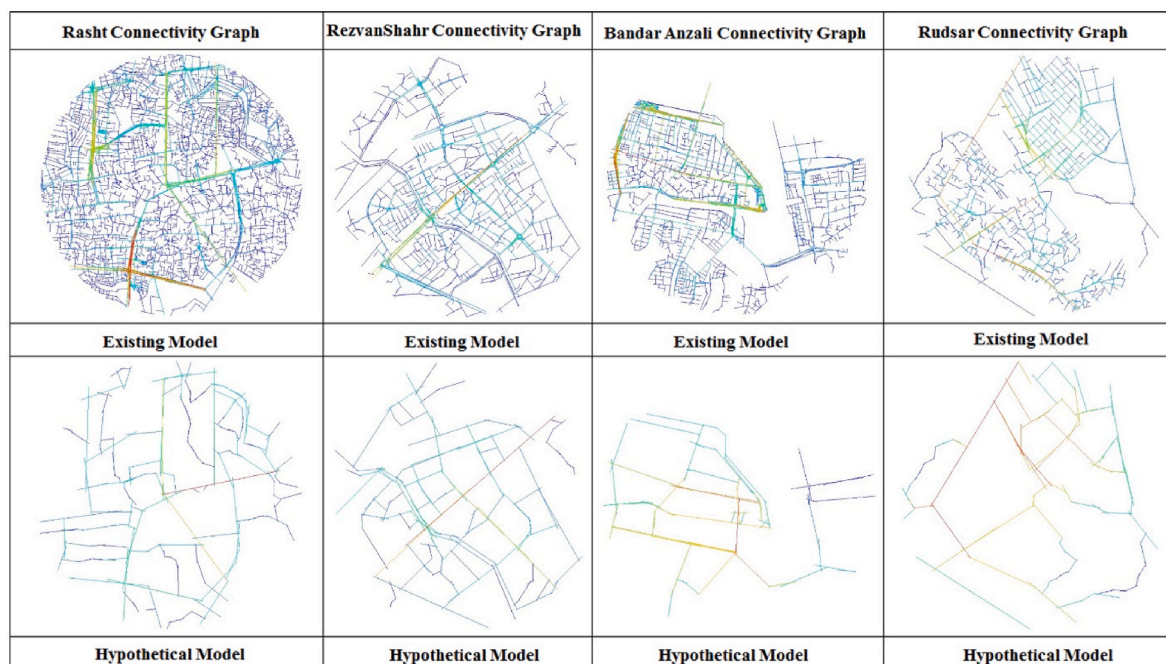 Rasht Connectivity Graph
RezvanShahr Connectivity Graph
Bandar Anzali Connectivity Graph
Rudsar Connectivity Graph
Existing Model
Existing Model
Existing Model
Existing Model
Hypothetical Model
Hypothetical Model
Hypothetical Model
Hypothetical Model